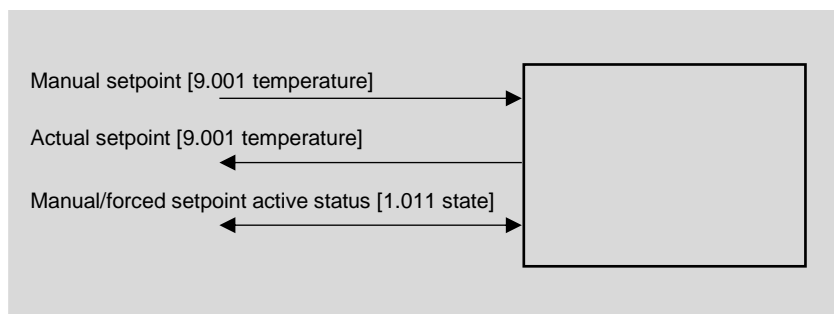 Manual setpoint [9.001 temperature]
Actual setpoint [9.001 temperature]
Manual/forced setpoint active status [1.011 state]